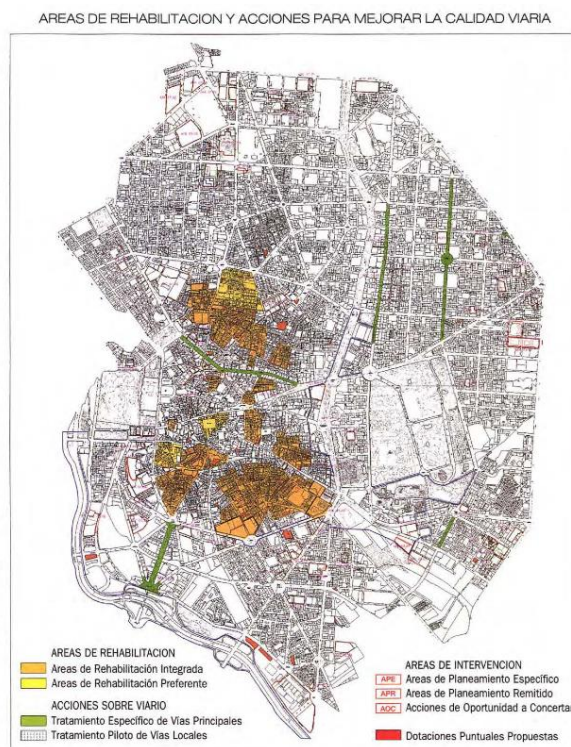 AREAS DE REHABILITACION Y ACCIONES PARA MEJORAR LA CALIDAD VIARIA
AREAS DE REHABILITACION
Areas de Rehabilitación Integrada
Areas de Rehabilitación Preferente
ACCIONES SOBRE VIARIO
Tratamiento Específico de Vías Principales
Tratamiento Piloto de Vías Locales
AREAS DE INTERVENCION
APE Areas de Planeamiento Específico
APR Areas de Planeamiento Remitido
AOC Acciones de Oportunidad a Concertar
Dotaciones Puntuales Propuestas